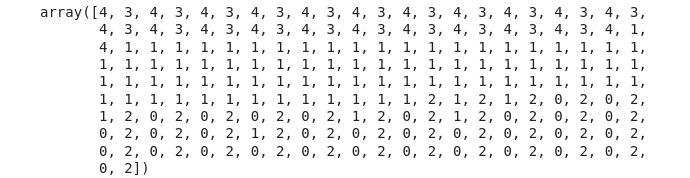 array([4, 3, 4, 3, 4, 3, 4, 3, 4, 3, 4, 3, 4, 3, 4, 3, 4, 3, 4, 3, 4, 3,
4, 3, 4, 3, 4, 3, 4, 3, 4, 3, 4, 3, 4, 3, 4, 3, 4, 3, 4, 3, 4, 1,
4, 1, 1, 1, 1, 1, 1, 1, 1, 1, 1, 1, 1, 1, 1, 1, 1, 1, 1, 1, 1, 1,
1, 1, 1, 1, 1, 1, 1, 1, 1, 1, 1, 1, 1, 1, 1, 1, 1, 1, 1, 1, 1, 1,
1, 1, 1, 1, 1, 1, 1, 1, 1, 1, 1, 1, 1, 1, 1, 1, 1, 1, 1, 1, 1, 1,
1, 1, 1, 1, 1, 1, 1, 1, 1, 1, 1, 1, 1, 2, 1, 2, 1, 2, 0, 2, 0, 2,
1, 2, 0, 2, 0, 2, 0, 2, 0, 2, 1, 2, 0, 2, 1, 2, 0, 2, 0, 2, 0, 2,
0, 2, 0, 2, 0, 2, 1, 2, 0, 2, 0, 2, 0, 2, 0, 2, 0, 2, 0, 2, 0, 2,
0, 2, 0, 2, 0, 2, 0, 2, 0, 2, 0, 2, 0, 2, 0, 2, 0, 2, 0, 2, 0, 2,
0, 2])